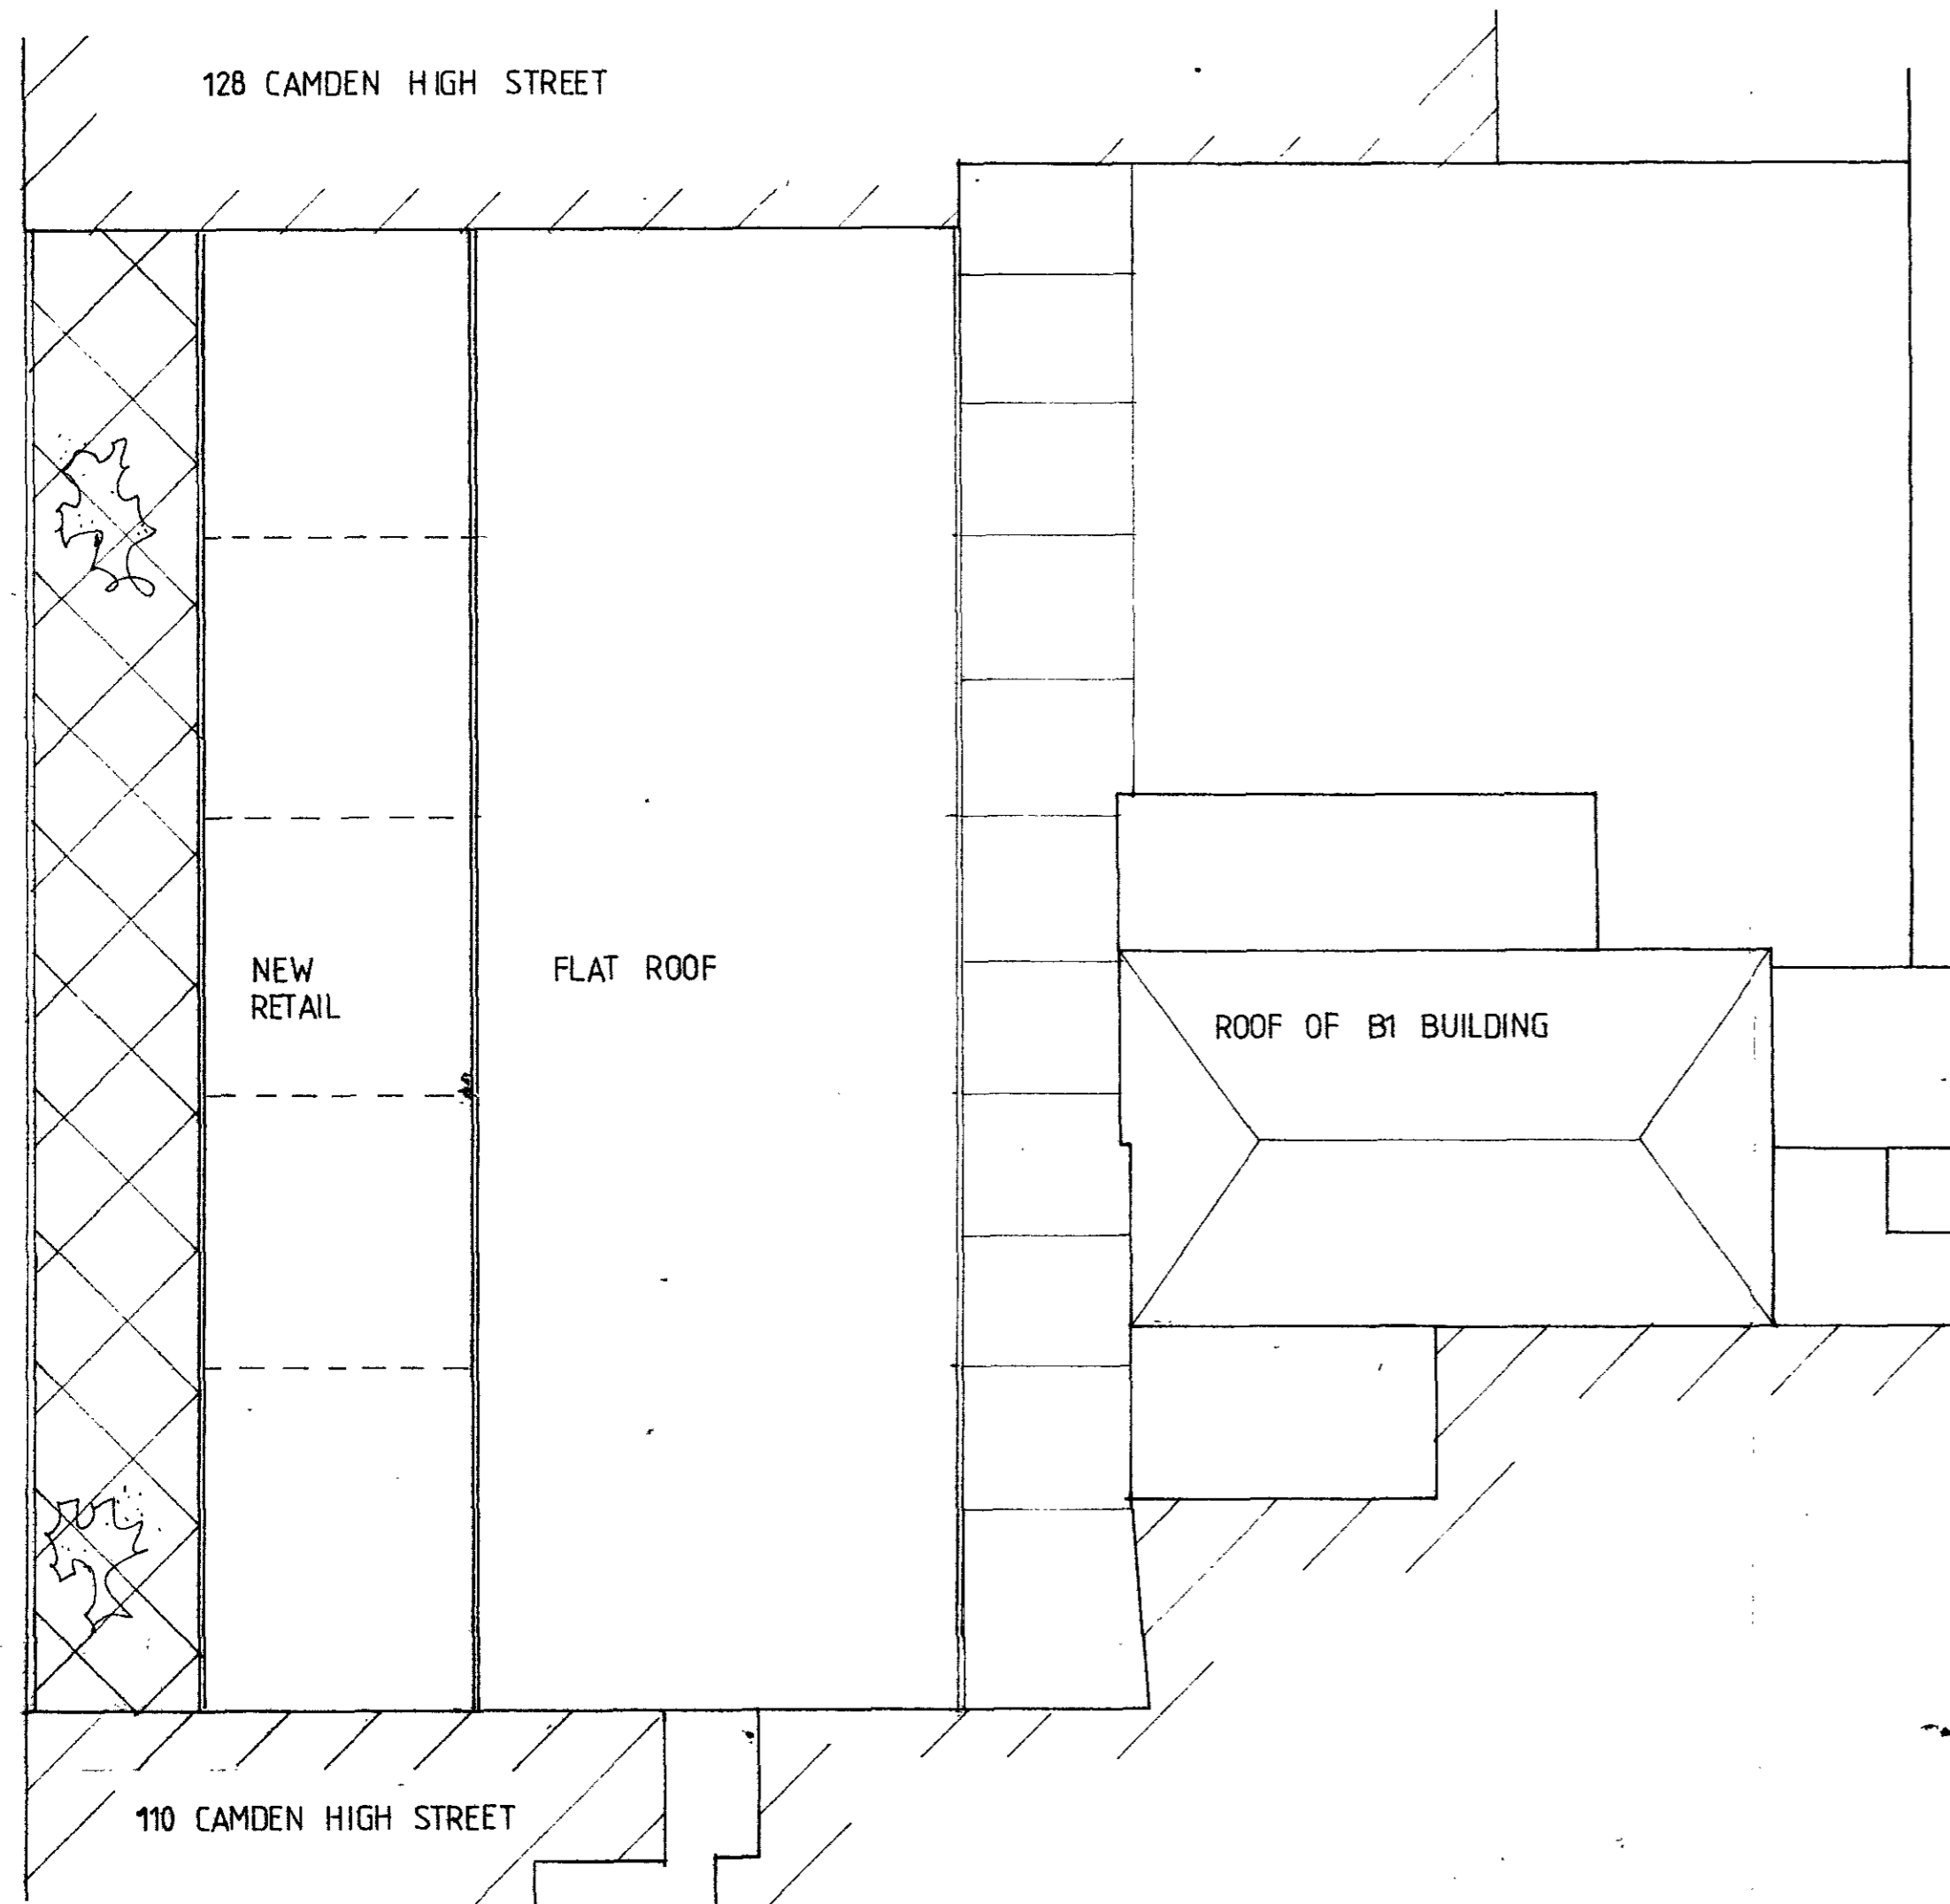 128 CAMDEN HIGH STREET
NEW
RETAIL
FLAT ROOF
ROOF OF B1 BUILDING
110 CAMDEN HIGH STREET